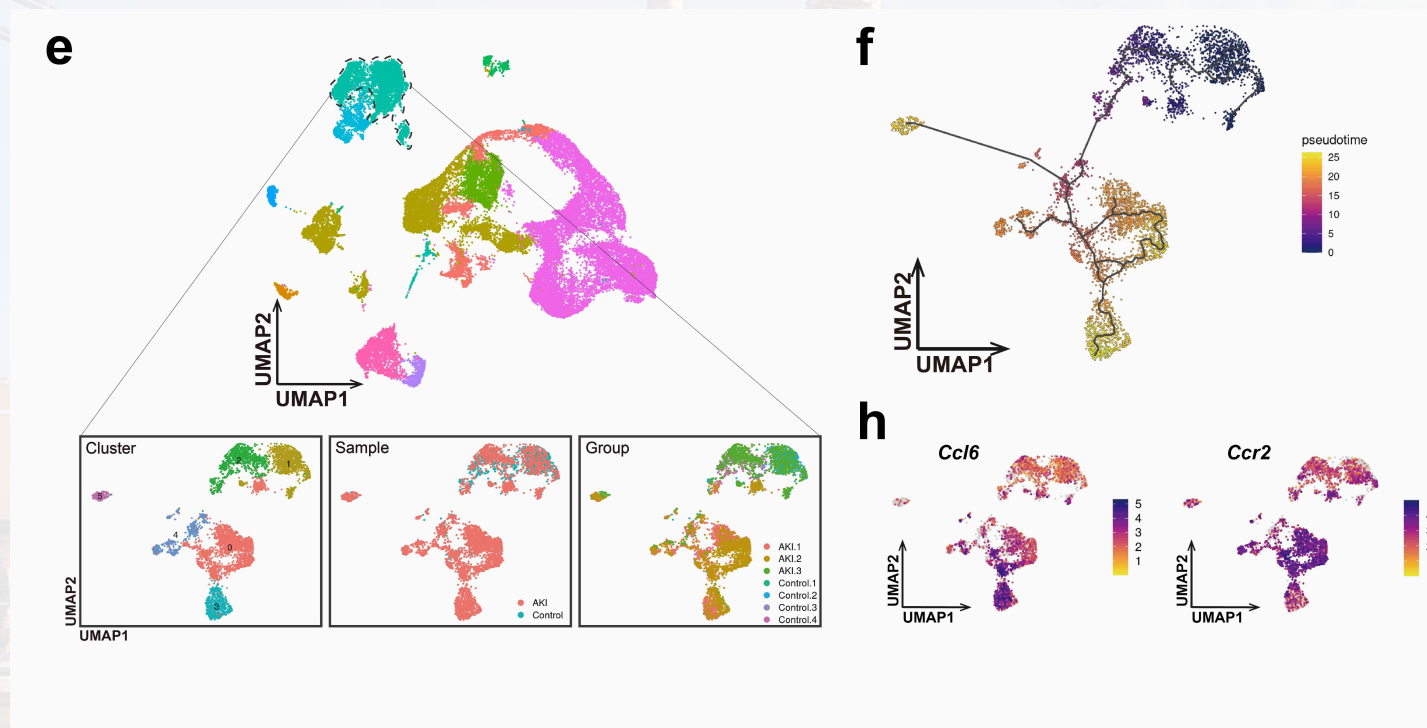 e
UMAP2
UMAP1
Cluster
2
1
5
4
0
3
UMAP2
UMAP1
Sample
AKI
Control
Group
AKI.1
AKI.2
AKI.3
Control.1
Control.2
Control.3
Control.4
f
pseudotime
25
20
15
10
5
0
UMAP2
UMAP1
h
Ccl6
5
4
3
2
1
UMAP2
UMAP1
Ccr2
UMAP2
UMAP1